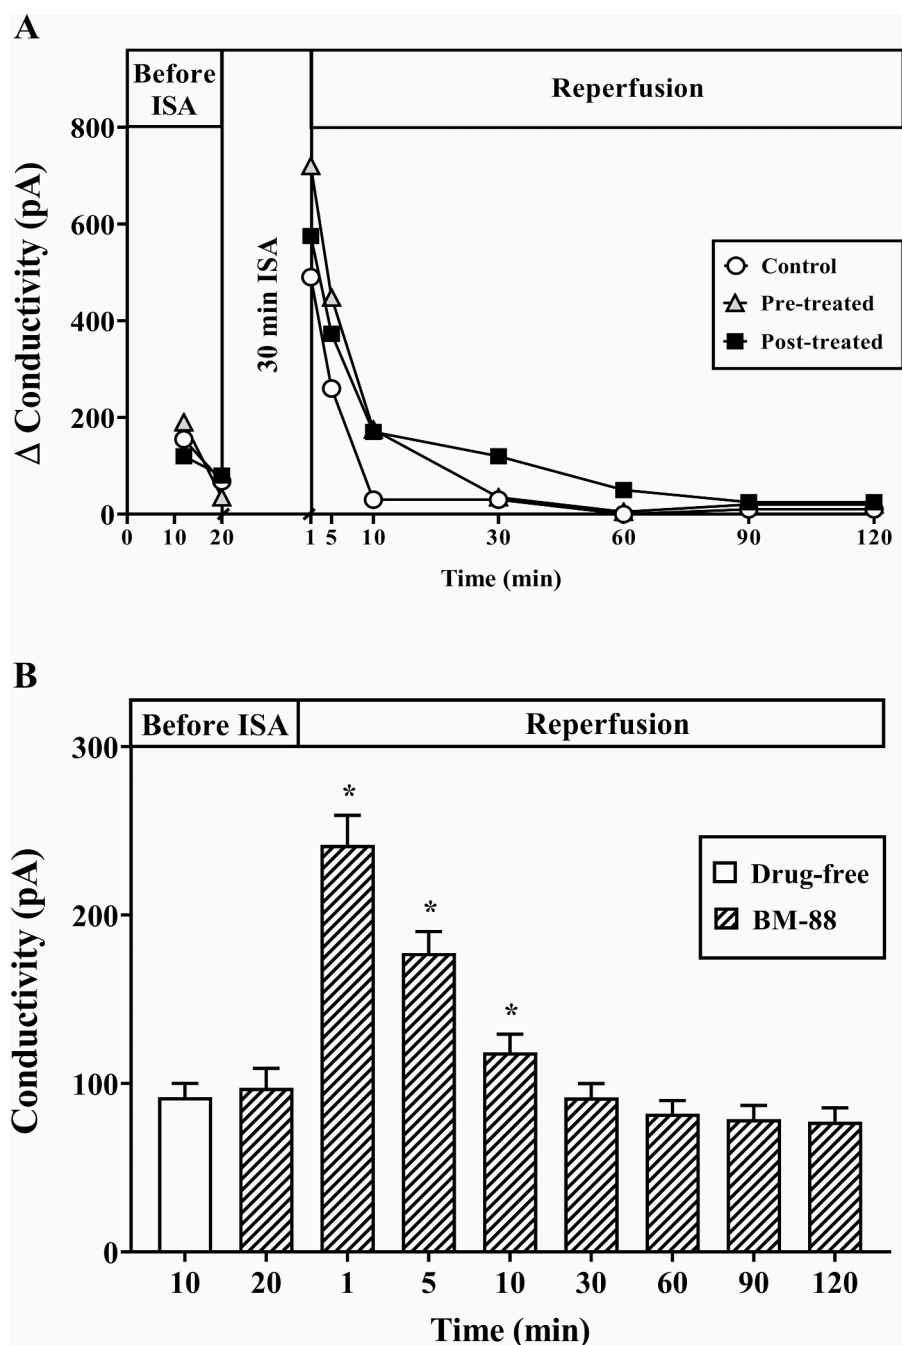 A
Before
ISA
Reperfusion
800
600
400
200
0
Δ Conductivity (pA)
30 min ISA
Control
Pre-treated
Post-treated
0 10 20 1 5 10 30 60 90 120
Time (min)
B
Before ISA
Reperfusion
300
200
100
0
Conductivity (pA)
*
*
*
Drug-free
BM-88
10 20 1 5 10 30 60 90 120
Time (min)